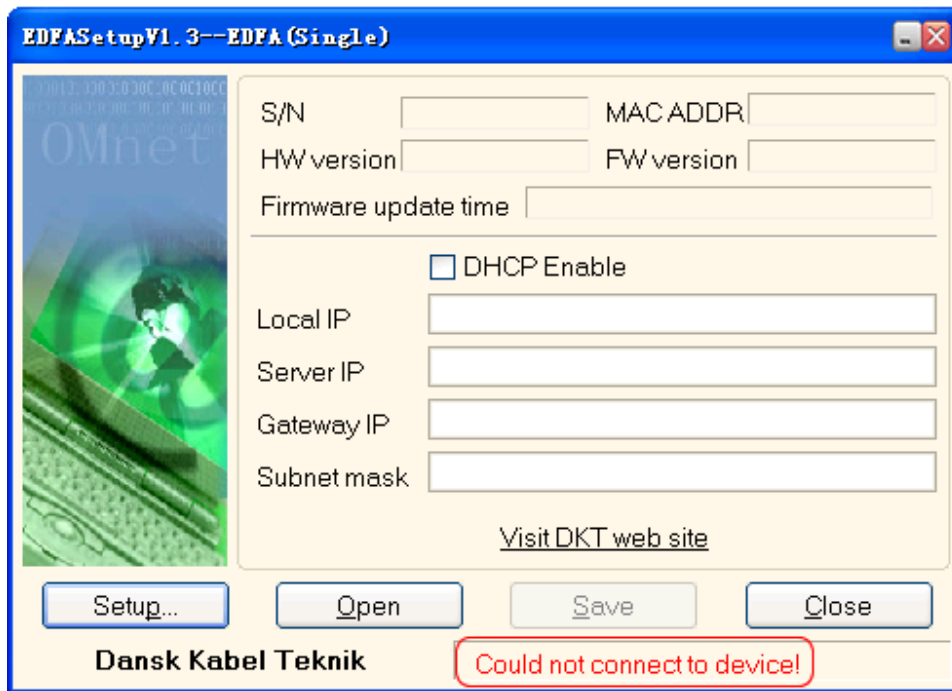 EDFASetupV1.3--EDFA(Single)
OMnet
S/N
MAC ADDR
HW version
FW version
Firmware update time
DHCP Enable
Local IP
Server IP
Gateway IP
Subnet mask
Visit DKT web site
Setup...
Open
Save
Close
Dansk Kabel Teknik
Could not connect to device!